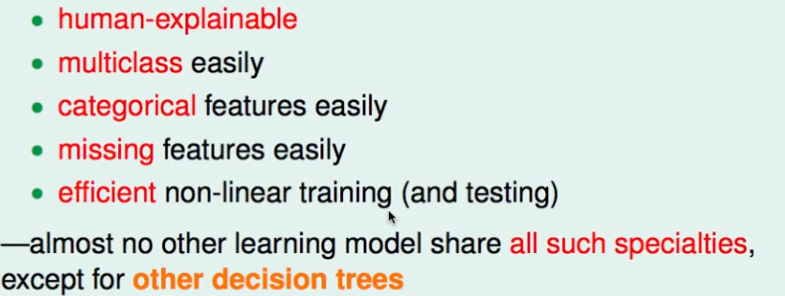 • human-explainable
• multiclass easily
• categorical features easily
• missing features easily
• efficient non-linear training (and testing)
—almost no other learning model share all such specialties,
except for other decision trees